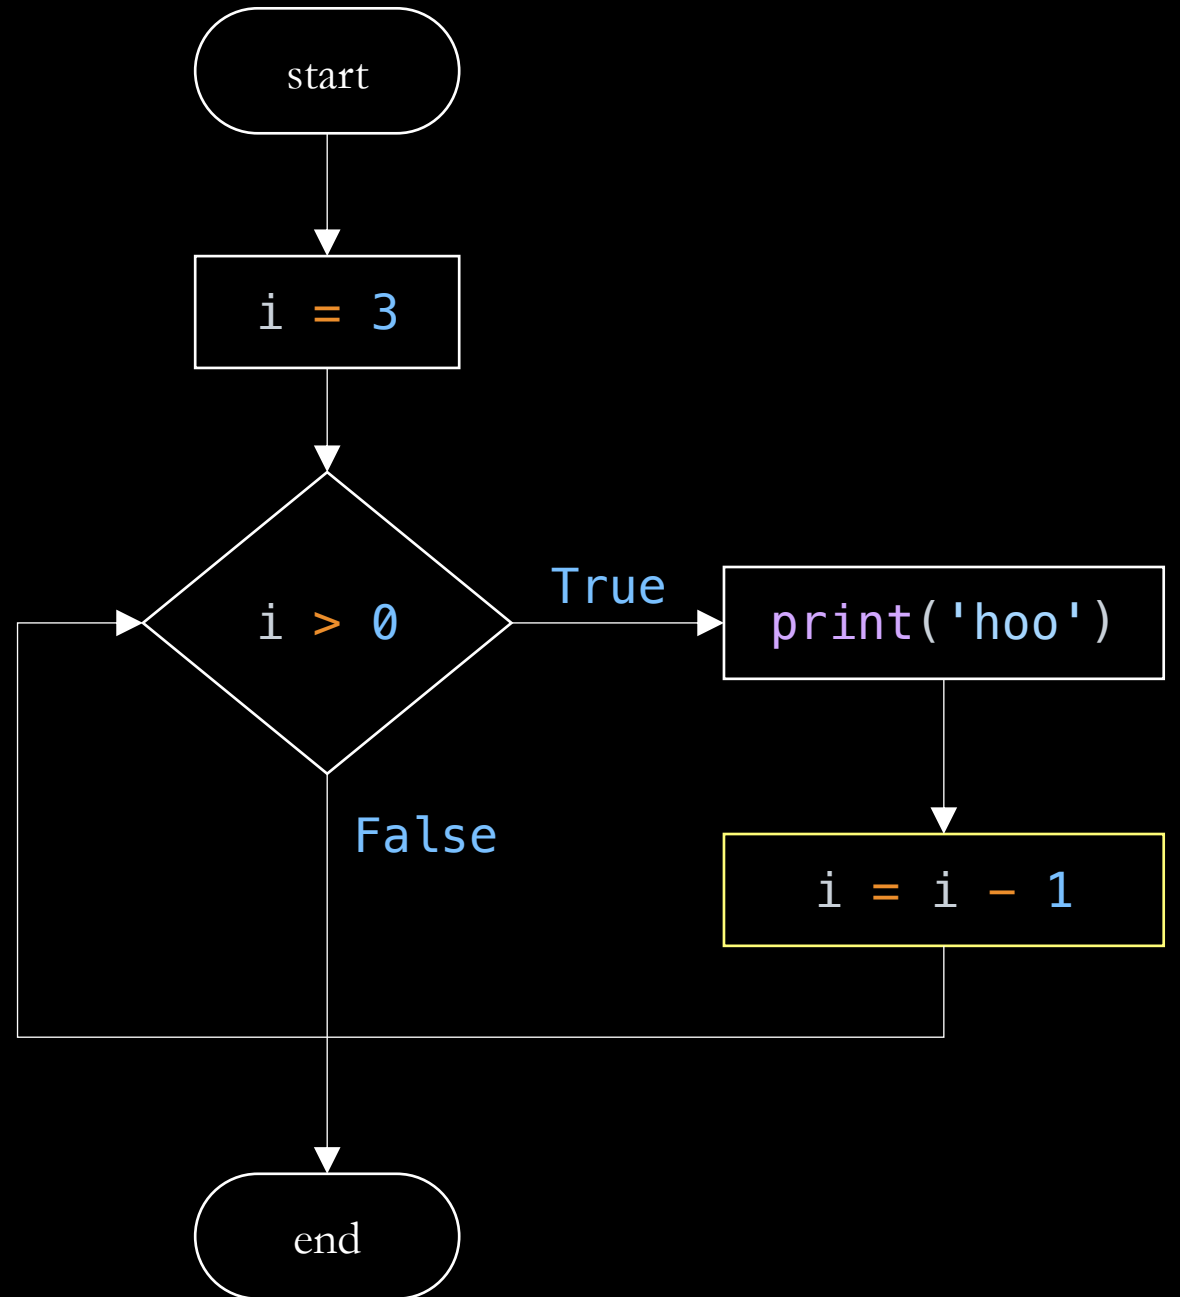 start
i = 3
i > 0
True
print('hoo')
False
i = i - 1
end